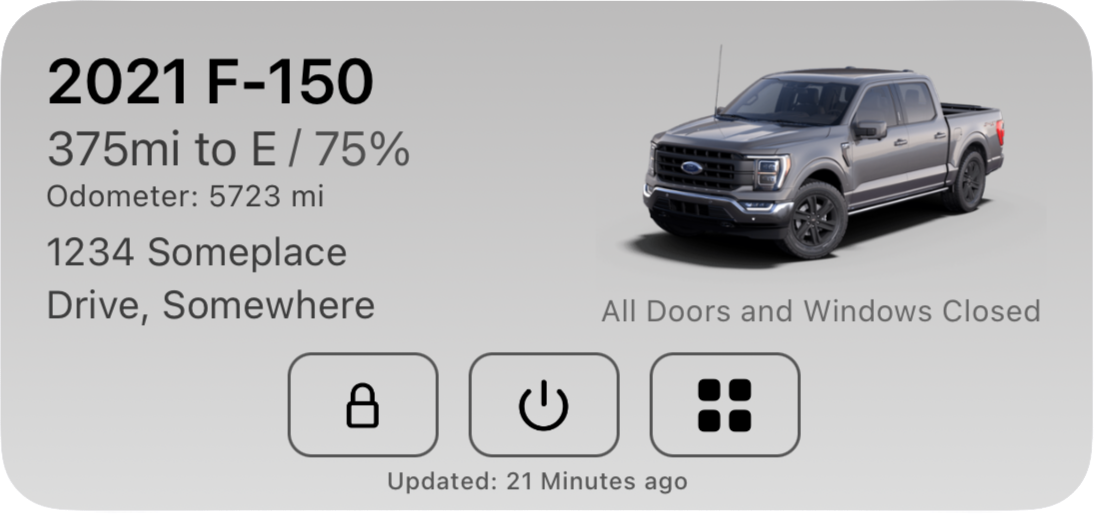 2021 F-150
375mi to E / 75%
Odometer: 5723 mi
1234 Someplace
Drive, Somewhere
All Doors and Windows Closed
Updated: 21 Minutes ago